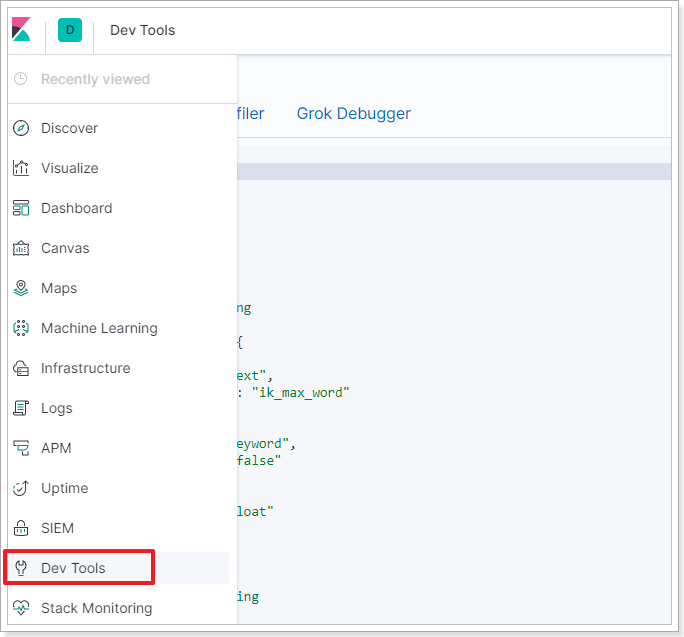 D Dev Tools
Recently viewed
filer Grok Debugger
Discover
Visualize
Dashboard
Canvas
Maps
ng
Machine Learning
{
Infrastructure
ext",
: "ik_max_word"
Logs
eyword",
APM
false"
Uptime
loat"
SIEM
Dev Tools
ing
Stack Monitoring